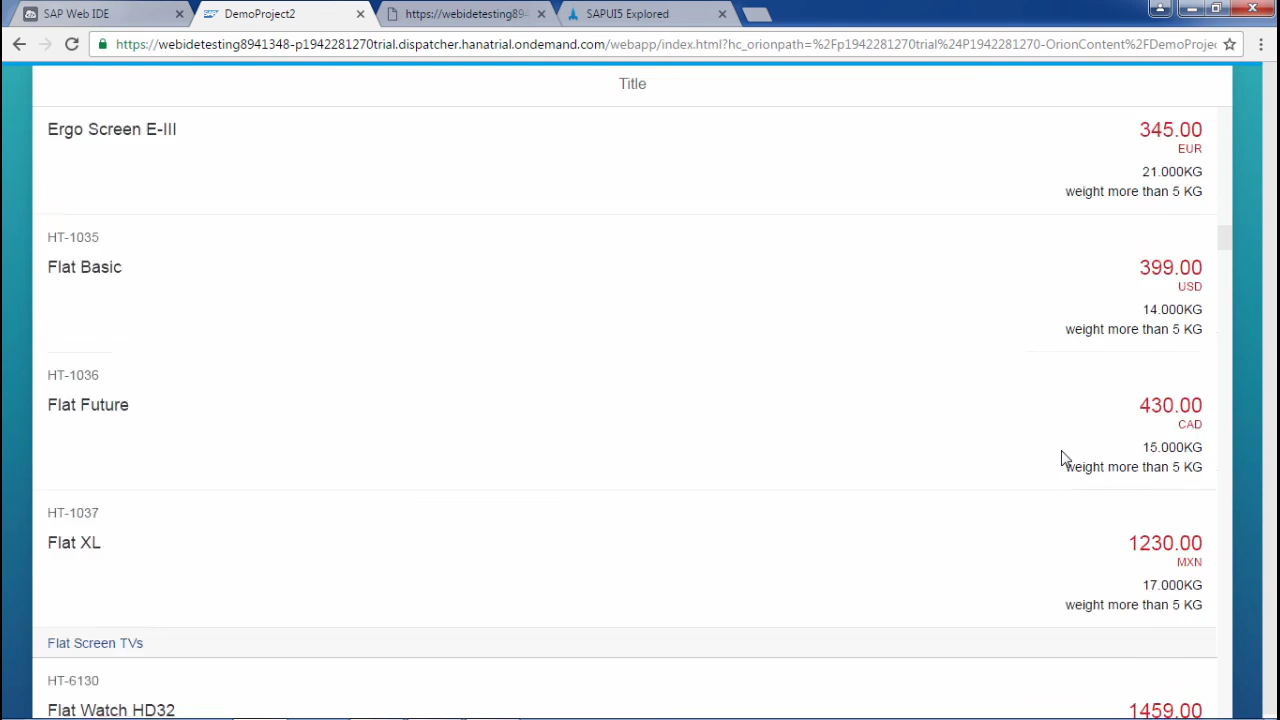 SAP Web IDE
DemoProject2
https://webidetesting894
SAPUI5 Explored
https://webidetesting8941348-p1942281270trial.dispatcher.hanatrial.ondemand.com/webapp/index.html?hc_orionpath=%2Fp1942281270trial%24P1942281270-OrionContent%2FDemoProjec
Title
Ergo Screen E-III
345.00
EUR
21.000KG
weight more than 5 KG
HT-1035
Flat Basic
399.00
USD
14.000KG
weight more than 5 KG
HT-1036
Flat Future
430.00
CAD
15.000KG
weight more than 5 KG
HT-1037
Flat XL
1230.00
MXN
17.000KG
weight more than 5 KG
Flat Screen TVs
HT-6130
Flat Watch HD32
1459.00